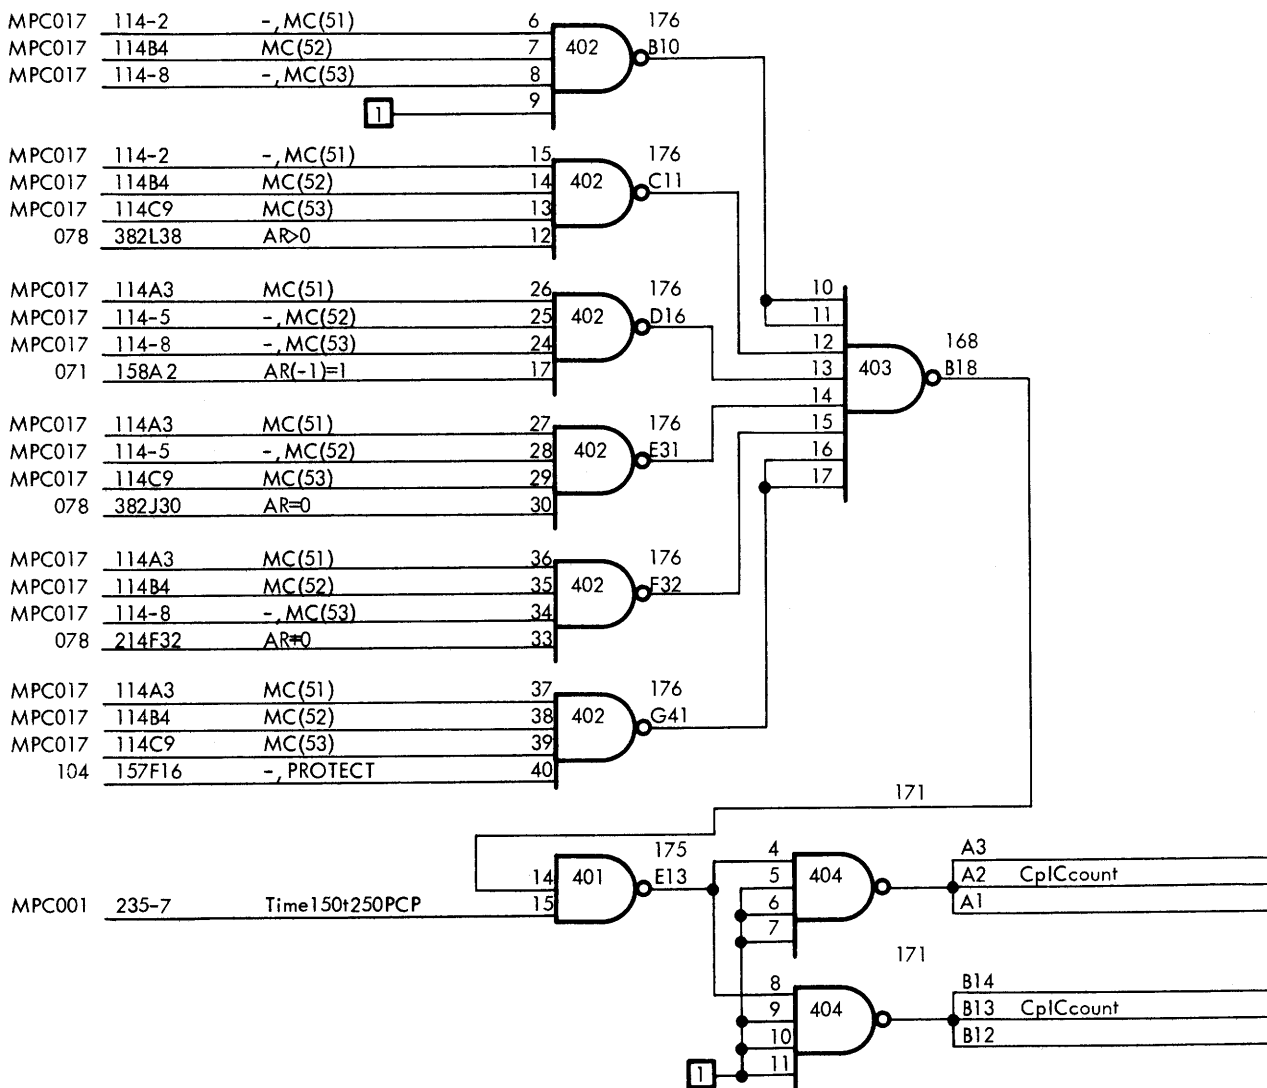 MPC017 114-2 -,MC(51) 6 176
MPC017 114B4 MC(52) 7 402 B10
MPC017 114-8 -,MC(53) 8
1 9
MPC017 114-2 -,MC(51) 15 176
MPC017 114B4 MC(52) 14 402 C11
MPC017 114C9 MC(53) 13
078 382L38 AR>0 12
MPC017 114A3 MC(51) 26 176 10
MPC017 114-5 -,MC(52) 25 402 D16 11
MPC017 114-8 -,MC(53) 24 12 168
071 158A2 AR(-1)=1 17 13 403 B18
14
MPC017 114A3 MC(51) 27 176 15
MPC017 114-5 -,MC(52) 28 402 E31 16
MPC017 114C9 MC(53) 29 17
078 382J30 AR=0 30
MPC017 114A3 MC(51) 36 176
MPC017 114B4 MC(52) 35 402 F32
MPC017 114-8 -,MC(53) 34
078 214F32 AR≠0 33
MPC017 114A3 MC(51) 37 176
MPC017 114B4 MC(52) 38 402 G41
MPC017 114C9 MC(53) 39
104 157F16 -,PROTECT 40
171
175 4 A3
14 401 E13 5 404 A2 CpICcount
MPC001 235-7 Time150t250PCP 15 6 A1
7
171
8 B14
9 404 B13 CpICcount
10 B12
1 11